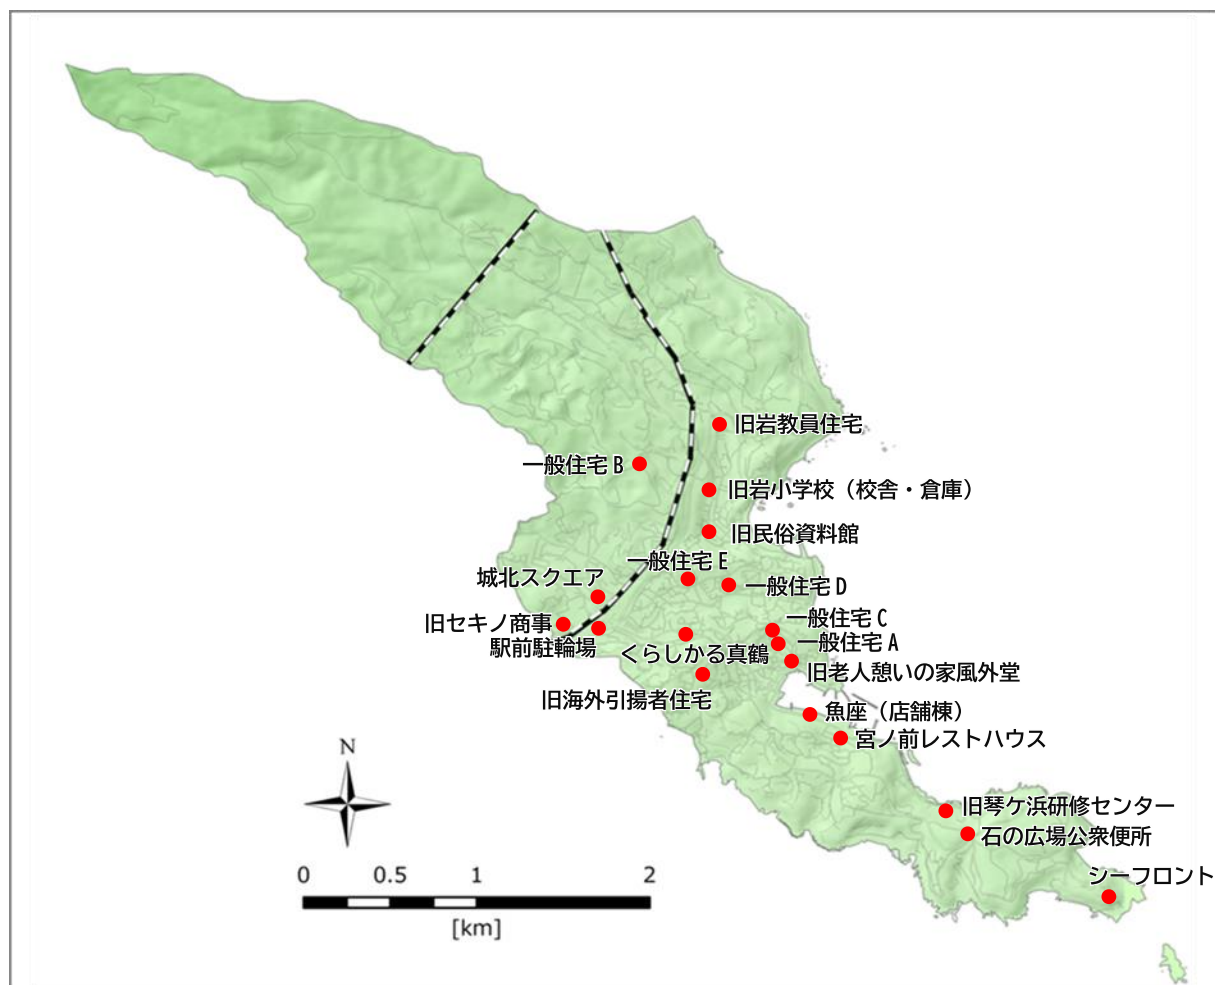 旧岩教員住宅
一般住宅B
旧岩小学校（校舎・倉庫）
旧民俗資料館
一般住宅E
城北スクエア
一般住宅D
一般住宅C
旧セキノ商事
一般住宅A
駅前駐輪場
くらしかる真鶴
旧老人憩いの家風外堂
旧海外引揚者住宅
魚座（店舗棟）
宮ノ前レストハウス
N
旧琴ケ浜研修センター
石の広場公衆便所
0 0.5 1 2
シーフロント
[km]